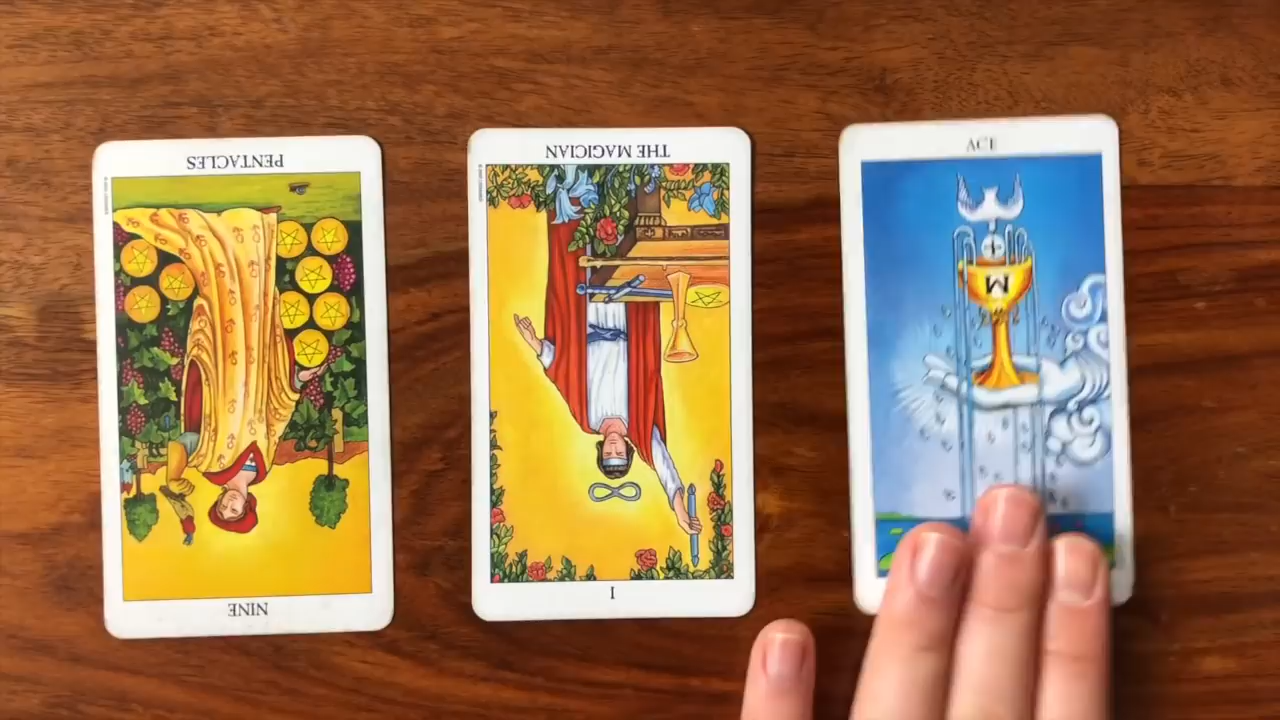 PENTACLES
NINE
THE MAGICIAN
I
ACE
M